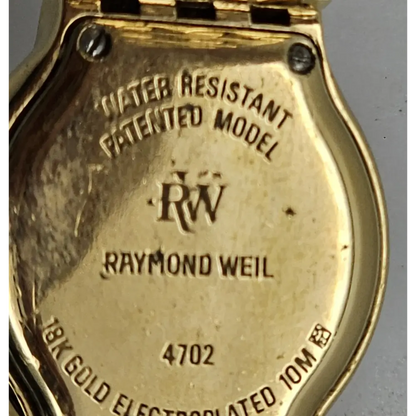 WATER RESISTANT
PATENTED MODEL
RW
RAYMOND WEIL
4702
18K GOLD ELECTROPLATED 10M